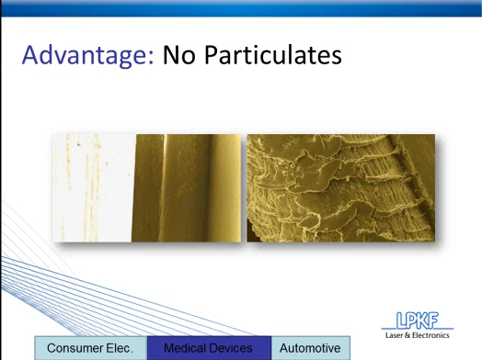 Advantage: No Particulates
LPKF
Laser & Electronics
Consumer Elec.
Medical Devices
Automotive